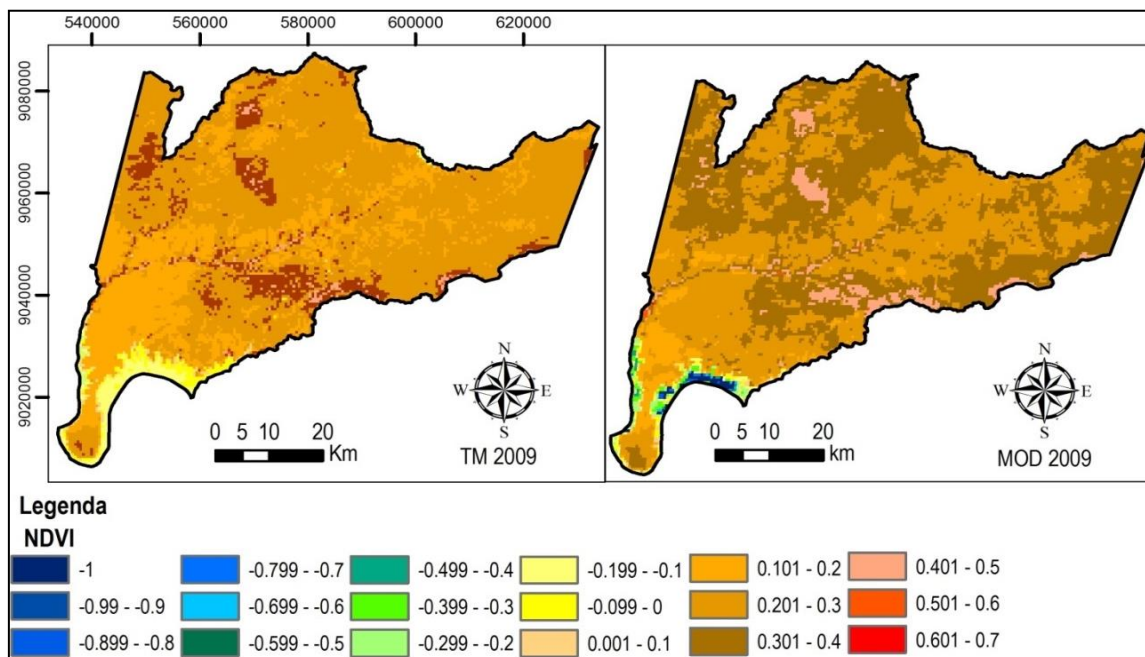 540000 560000 580000 600000 620000
9080000
9060000
9040000
9020000
N
W E
S
0 5 10 20
Km
TM 2009
N
W E
S
0 5 10 20
km
MOD 2009
Legenda
NDVI
-1 -0.799 - -0.7 -0.499 - -0.4 -0.199 - -0.1 0.101 - 0.2 0.401 - 0.5
-0.99 - -0.9 -0.699 - -0.6 -0.399 - -0.3 -0.099 - 0 0.201 - 0.3 0.501 - 0.6
-0.899 - -0.8 -0.599 - -0.5 -0.299 - -0.2 0.001 - 0.1 0.301 - 0.4 0.601 - 0.7